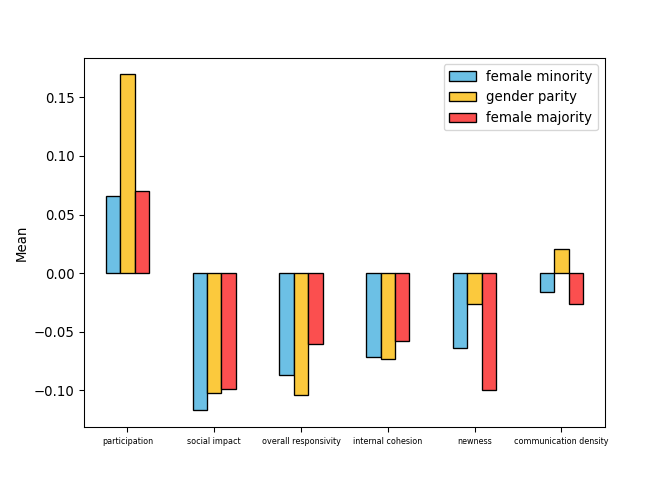 female minority
gender parity
female majority
0.15
0.10
0.05
0.00
−0.05
−0.10
Mean
participation
social impact
overall responsivity
internal cohesion
newness
communication density